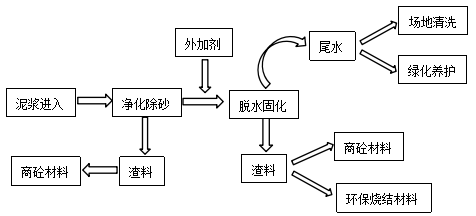 场地清洗
外加剂
尾水
绿化养护
泥浆进入
净化除砂
脱水固化
商砼材料
商砼材料
渣料
渣料
环保烧结材料